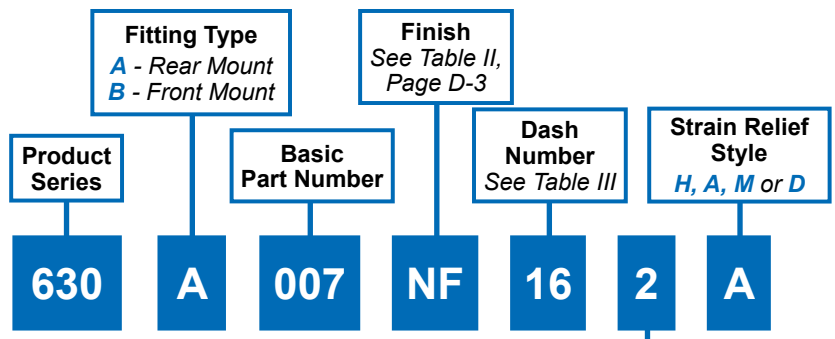 Fitting Type
A - Rear Mount
B - Front Mount
Finish
See Table II,
Page D-3
Product
Series
Basic
Part Number
Dash
Number
See Table III
Strain Relief
Style
H, A, M or D
630 A 007 NF 16 2 A